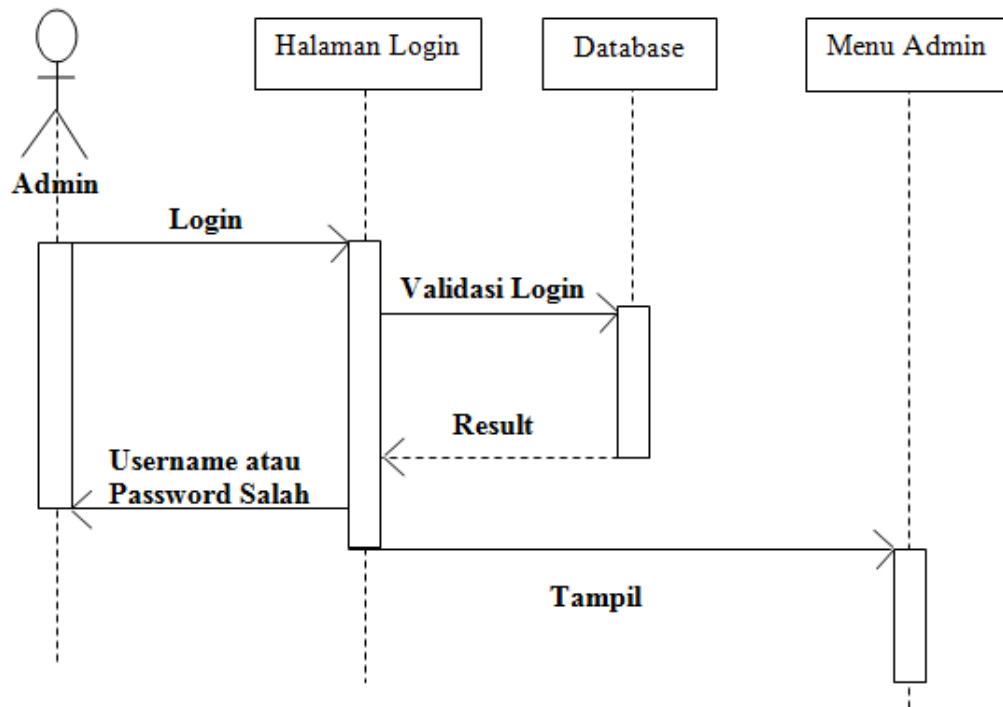 Halaman Login
Database
Menu Admin
Admin
Login
Validasi Login
Result
Username atau
Password Salah
Tampil